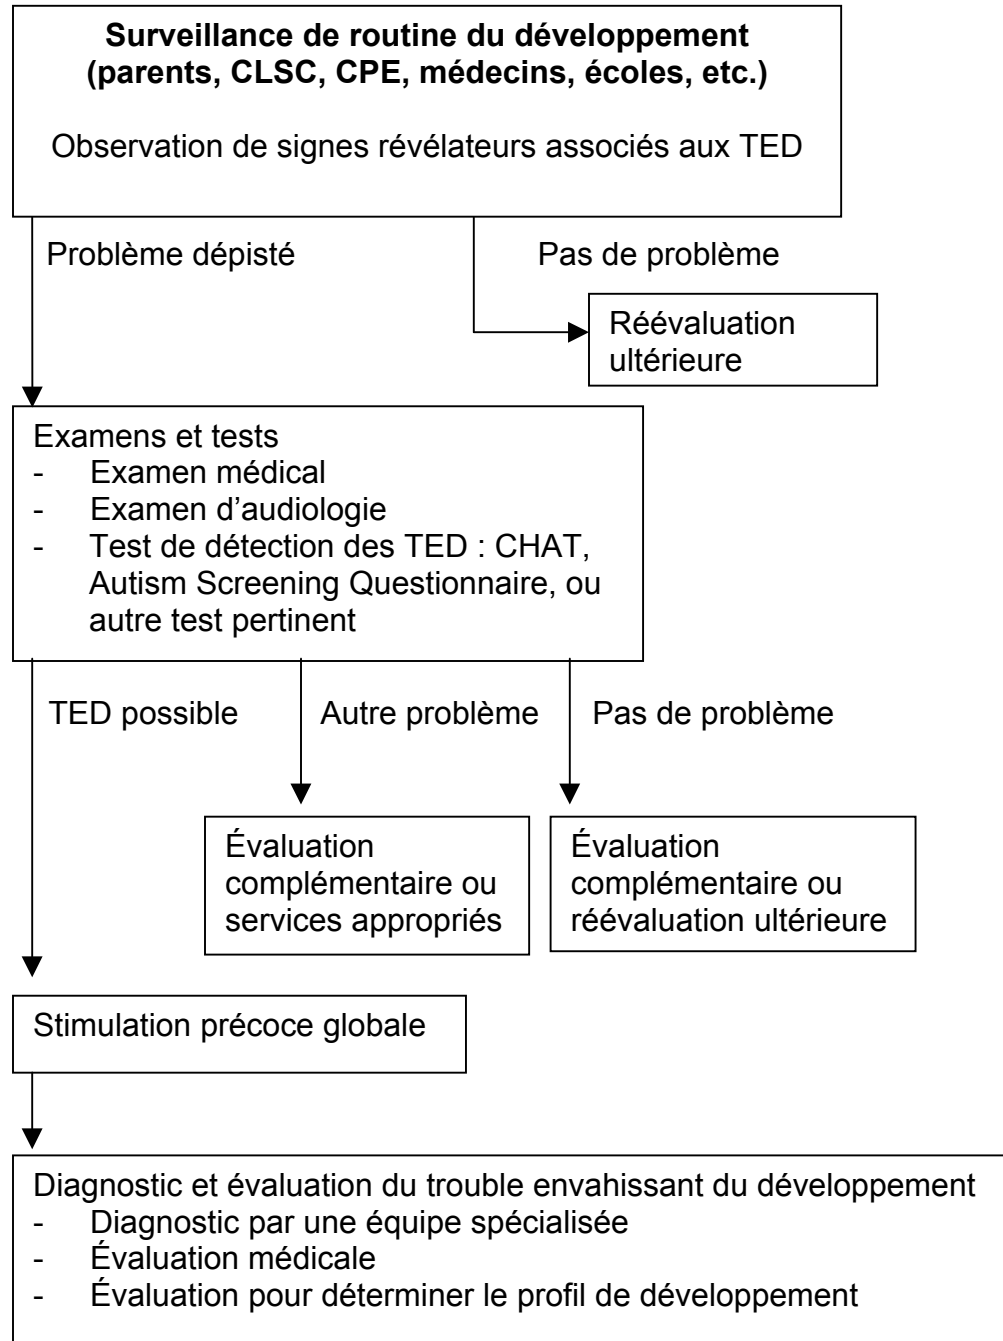 Surveillance de routine du développement
(parents, CLSC, CPE, médecins, écoles, etc.)
Observation de signes révélateurs associés aux TED
Problème dépisté
Pas de problème
Réévaluation
ultérieure
Examens et tests
- Examen médical
- Examen d’audiologie
- Test de détection des TED : CHAT,
Autism Screening Questionnaire, ou
autre test pertinent
TED possible
Autre problème
Pas de problème
Évaluation
complémentaire ou
services appropriés
Évaluation
complémentaire ou
réévaluation ultérieure
Stimulation précoce globale
Diagnostic et évaluation du trouble envahissant du développement
- Diagnostic par une équipe spécialisée
- Évaluation médicale
- Évaluation pour déterminer le profil de développement